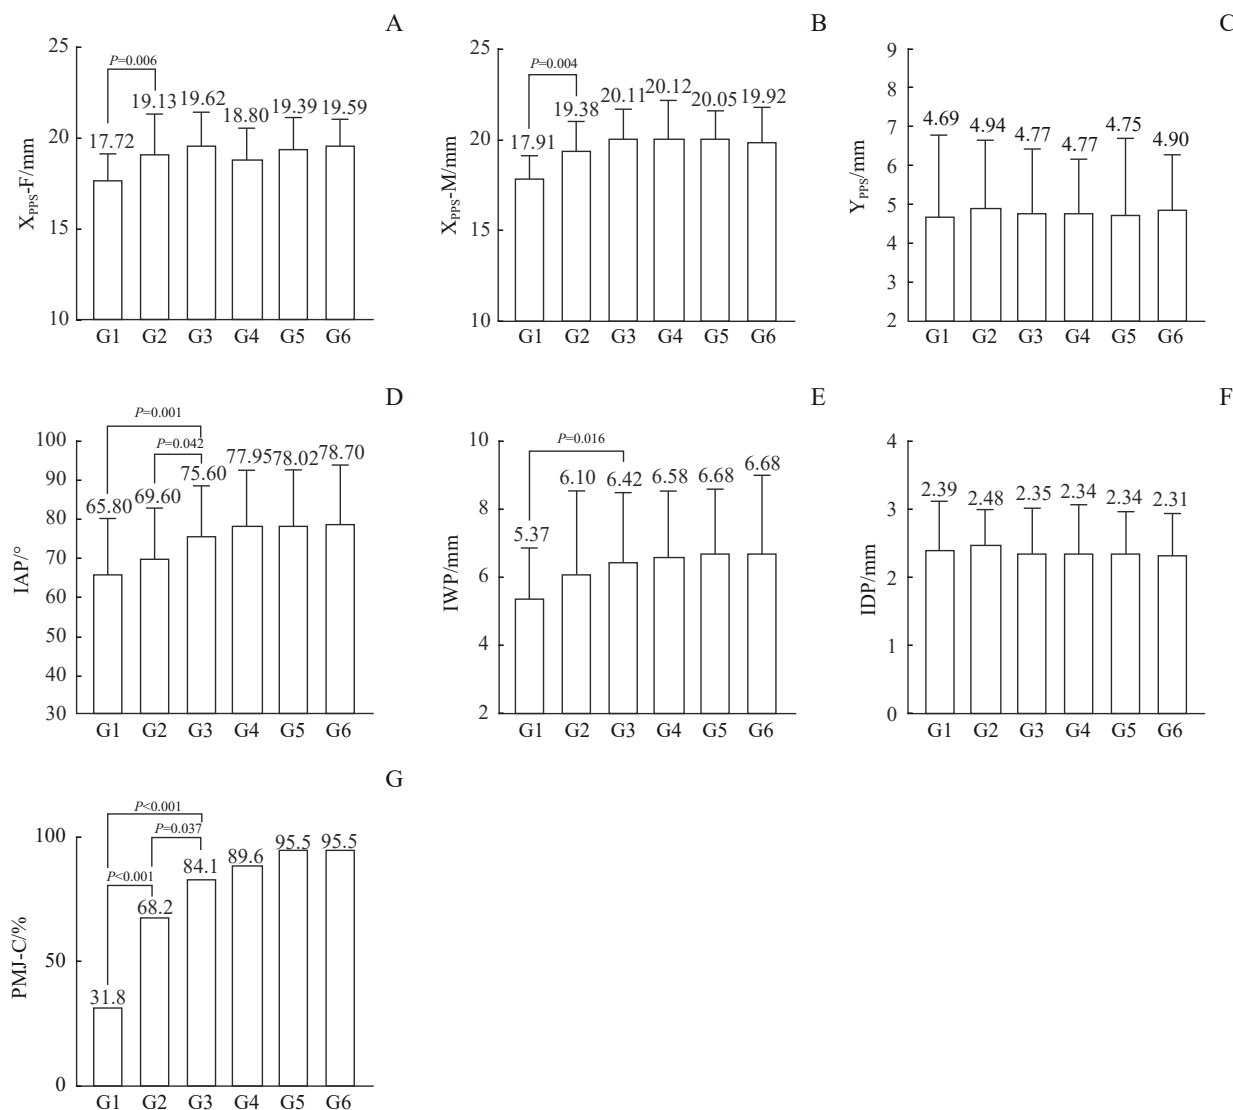 A
X_PPS-F/mm
25
20
15
10
P=0.006
17.72
19.13
19.62
18.80
19.39
19.59
G1 G2 G3 G4 G5 G6
B
X_PPS-M/mm
25
20
15
10
P=0.004
17.91
19.38
20.11
20.12
20.05
19.92
G1 G2 G3 G4 G5 G6
C
Y_PPS/mm
9
8
7
6
5
4
3
2
4.69
4.94
4.77
4.77
4.75
4.90
G1 G2 G3 G4 G5 G6
D
IAP/°
100
90
80
70
60
50
40
30
P=0.001
P=0.042
65.80
69.60
75.60
77.95
78.02
78.70
G1 G2 G3 G4 G5 G6
E
IWP/mm
10
8
6
4
2
P=0.016
5.37
6.10
6.42
6.58
6.68
6.68
G1 G2 G3 G4 G5 G6
F
IDP/mm
4
3
2
1
0
2.39
2.48
2.35
2.34
2.34
2.31
G1 G2 G3 G4 G5 G6
G
PMJ-C/%
100
50
0
P<0.001
P=0.037
P<0.001
31.8
68.2
84.1
89.6
95.5
95.5
G1 G2 G3 G4 G5 G6